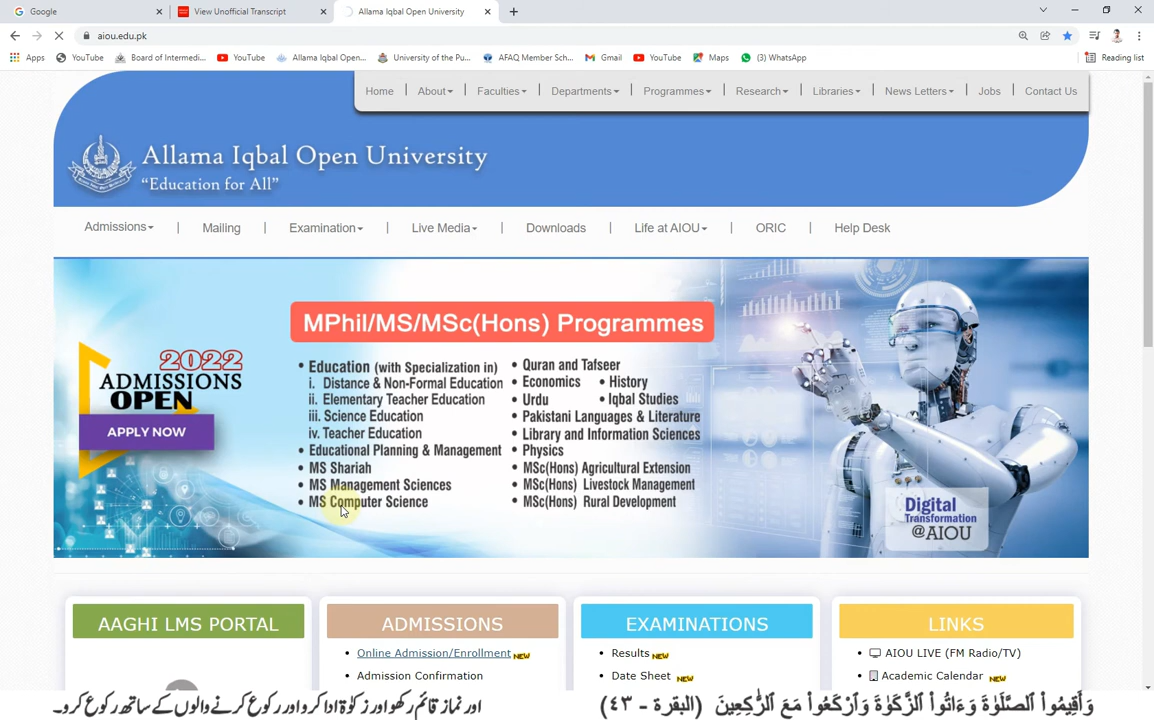 Google
View Unofficial Transcript
Allama Iqbal Open University
aiou.edu.pk
Apps
YouTube
Board of Intermedi...
YouTube
Allama Iqbal Open...
University of the Pu...
AFAQ Member Sch...
Gmail
YouTube
Maps
(3) WhatsApp
Reading list
Home | About | Faculties | Departments | Programmes | Research | Libraries | News Letters | Jobs | Contact Us
Allama Iqbal Open University
“Education for All”
Admissions | Mailing | Examination | Live Media | Downloads | Life at AIOU | ORIC | Help Desk
MPhil/MS/MSc(Hons) Programmes
2022
ADMISSIONS
OPEN
APPLY NOW
• Education (with Specialization in)
i. Distance & Non-Formal Education
ii. Elementary Teacher Education
iii. Science Education
iv. Teacher Education
• Educational Planning & Management
• MS Shariah
• MS Management Sciences
• MS Computer Science
• Quran and Tafseer
• Economics • History
• Urdu • Iqbal Studies
• Pakistani Languages & Literature
• Library and Information Sciences
• Physics
• MSc(Hons) Agricultural Extension
• MSc(Hons) Livestock Management
• MSc(Hons) Rural Development
Digital
Transformation
@AIOU
AAGHI LMS PORTAL
ADMISSIONS
• Online Admission/Enrollment NEW
• Admission Confirmation
EXAMINATIONS
• Results NEW
• Date Sheet NEW
LINKS
• AIOU LIVE (FM Radio/TV)
• Academic Calendar NEW
وَأَقِيمُوا۟ ٱلصَّلَوٰةَ وَءَاتُوا۟ ٱلزَّكَوٰةَ وَٱرْكَعُوا۟ مَعَ ٱلرَّٰكِعِينَ (البقرة - ٤٣)
اور نماز قائم رکھو اور زکوٰۃ ادا کرو اور رکوع کرنے والوں کے ساتھ رکوع کرو۔